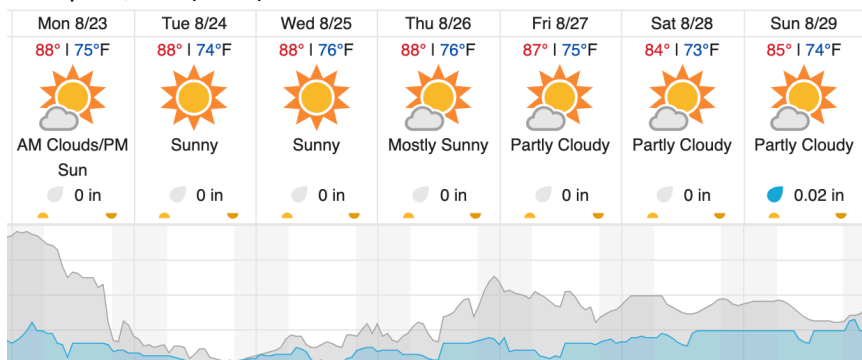 Mon 8/23 Tue 8/24 Wed 8/25 Thu 8/26 Fri 8/27 Sat 8/28 Sun 8/29
88° | 75°F 88° | 74°F 88° | 76°F 88° | 76°F 87° | 75°F 84° | 73°F 85° | 74°F
AM Clouds/PM Sunny Sunny Mostly Sunny Partly Cloudy Partly Cloudy Partly Cloudy
Sun
0 in 0 in 0 in 0 in 0 in 0 in 0.02 in